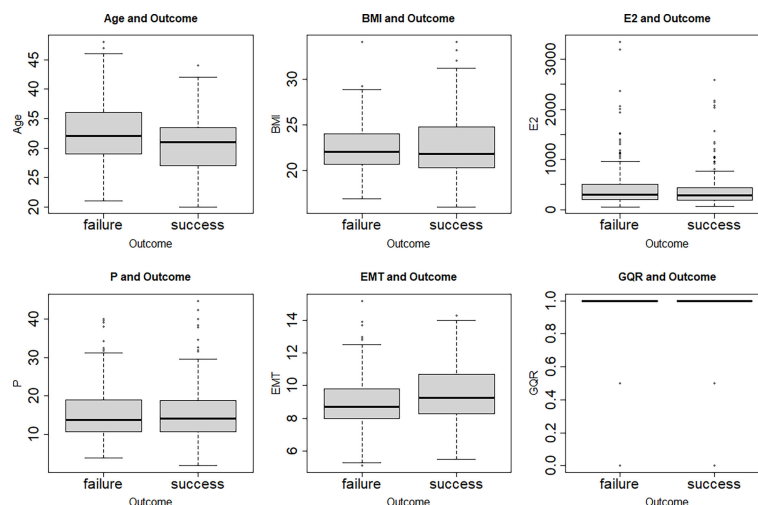 Age and Outcome
Age
45
40
35
30
25
20
failure success
Outcome
BMI and Outcome
BMI
30
25
20
failure success
Outcome
E2 and Outcome
E2
3000
2000
1000
0
failure success
Outcome
P and Outcome
P
40
30
20
10
failure success
Outcome
EMT and Outcome
EMT
14
12
10
8
6
failure success
Outcome
GQR and Outcome
GQR
1.0
0.8
0.6
0.4
0.2
0.0
failure success
Outcome